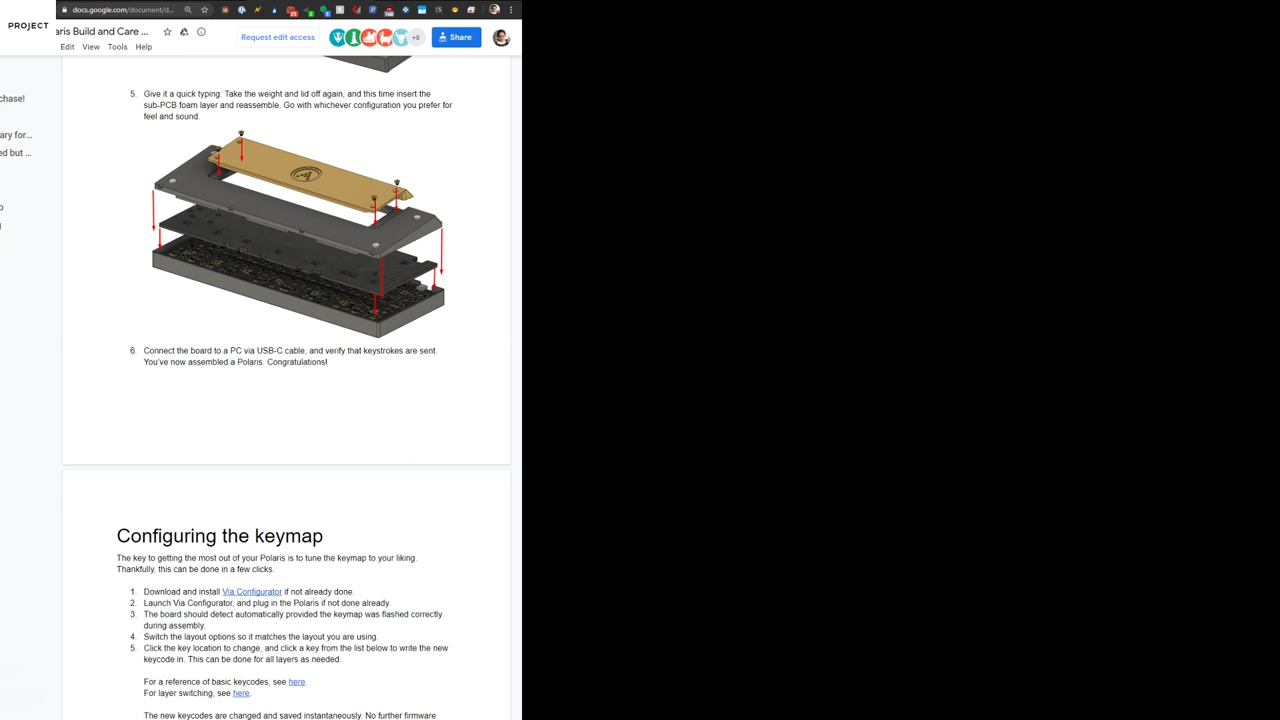 docs.google.com/document/d...
PROJECT
aris Build and Care ...
Edit View Tools Help
Request edit access
+8
Share
chase!
ary for...
ed but ...
5. Give it a quick typing. Take the weight and lid off again, and this time insert the
sub-PCB foam layer and reassemble. Go with whichever configuration you prefer for
feel and sound.
6. Connect the board to a PC via USB-C cable, and verify that keystrokes are sent.
You've now assembled a Polaris. Congratulations!
Configuring the keymap
The key to getting the most out of your Polaris is to tune the keymap to your liking.
Thankfully, this can be done in a few clicks.
1. Download and install Via Configurator if not already done.
2. Launch Via Configurator, and plug in the Polaris if not done already.
3. The board should detect automatically provided the keymap was flashed correctly
during assembly.
4. Switch the layout options so it matches the layout you are using.
5. Click the key location to change, and click a key from the list below to write the new
keycode in. This can be done for all layers as needed.
For a reference of basic keycodes, see here.
For layer switching, see here.
The new keycodes are changed and saved instantaneously. No further firmware